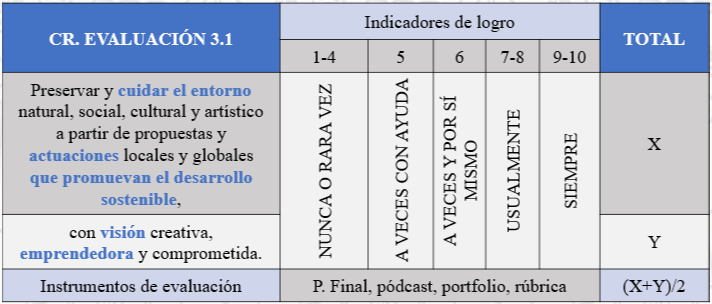 CR. EVALUACIÓN 3.1
Indicadores de logro
TOTAL
1-4
5
6
7-8
9-10
Preservar y cuidar el entorno
natural, social, cultural y artístico
a partir de propuestas y
actuaciones locales y globales
que promuevan el desarrollo
sostenible,
NUNCA O RARA VEZ
A VECES CON AYUDA
A VECES Y POR SÍ
MISMO
USUALMENTE
SIEMPRE
X
con visión creativa,
emprendedora y comprometida.
Y
Instrumentos de evaluación
P. Final, pódcast, portfolio, rúbrica
(X+Y)/2